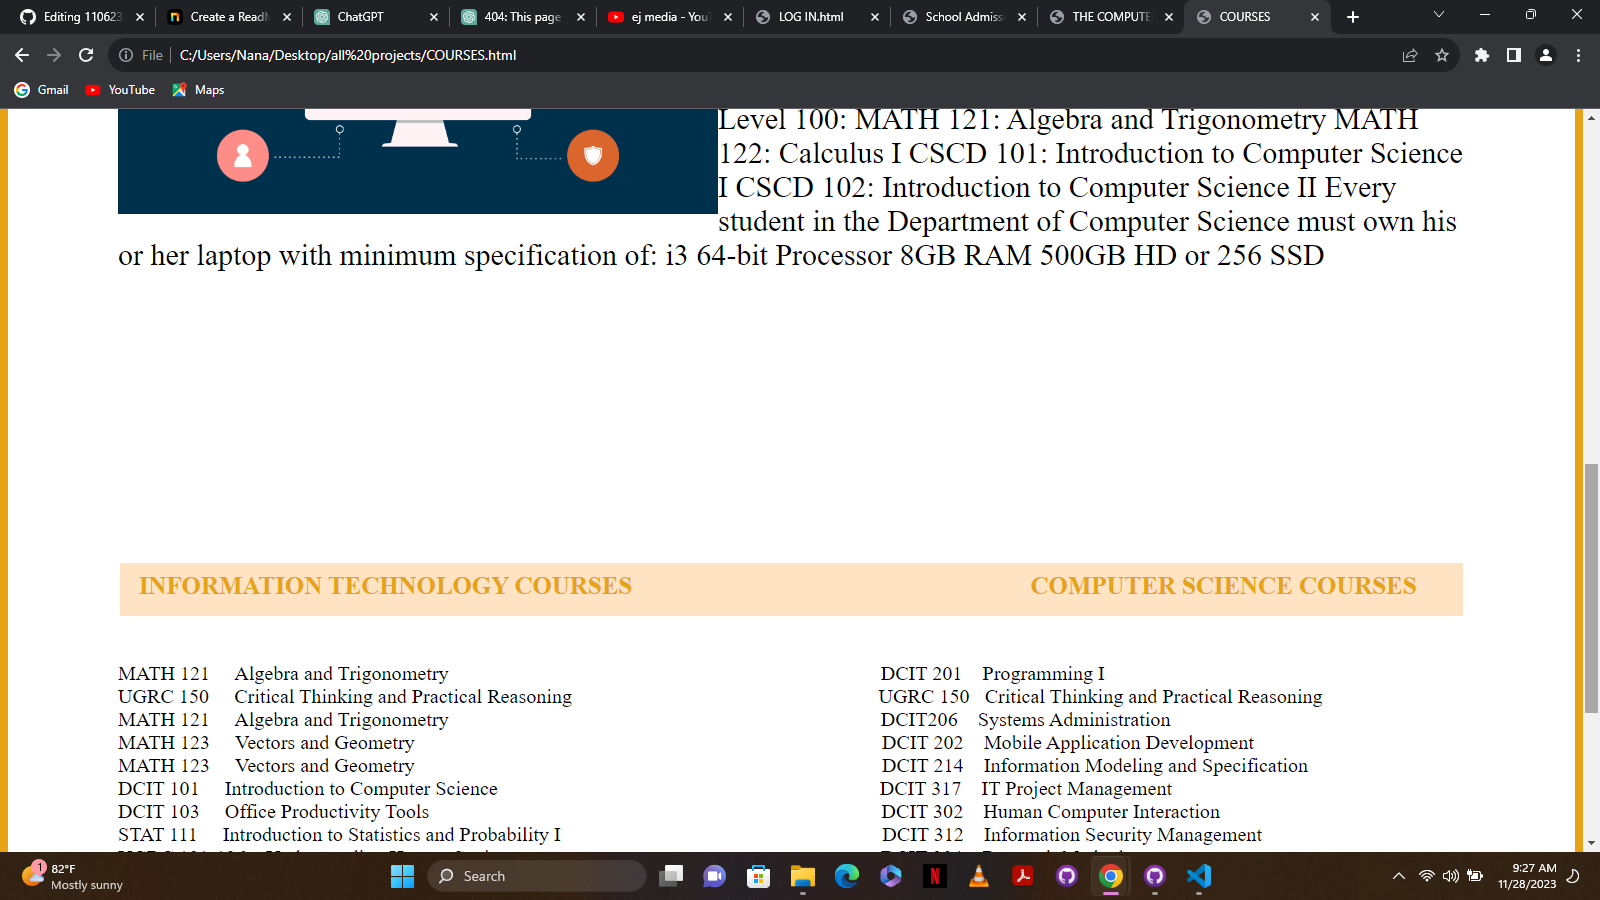 Editing 110623
Create a ReadM
ChatGPT
404: This page
ej media - YouT
LOG IN.html
School Admiss
THE COMPUTE
COURSES
File C:/Users/Nana/Desktop/all%20projects/COURSES.html
Gmail YouTube Maps
Level 100: MATH 121: Algebra and Trigonometry MATH
122: Calculus I CSCD 101: Introduction to Computer Science
I CSCD 102: Introduction to Computer Science II Every
student in the Department of Computer Science must own his
or her laptop with minimum specification of: i3 64-bit Processor 8GB RAM 500GB HD or 256 SSD
INFORMATION TECHNOLOGY COURSES COMPUTER SCIENCE COURSES
MATH 121 Algebra and Trigonometry DCIT 201 Programming I
UGRC 150 Critical Thinking and Practical Reasoning UGRC 150 Critical Thinking and Practical Reasoning
MATH 121 Algebra and Trigonometry DCIT206 Systems Administration
MATH 123 Vectors and Geometry DCIT 202 Mobile Application Development
MATH 123 Vectors and Geometry DCIT 214 Information Modeling and Specification
DCIT 101 Introduction to Computer Science DCIT 317 IT Project Management
DCIT 103 Office Productivity Tools DCIT 302 Human Computer Interaction
STAT 111 Introduction to Statistics and Probability I DCIT 312 Information Security Management
1
82°F
Mostly sunny
Search
N
9:27 AM
11/28/2023